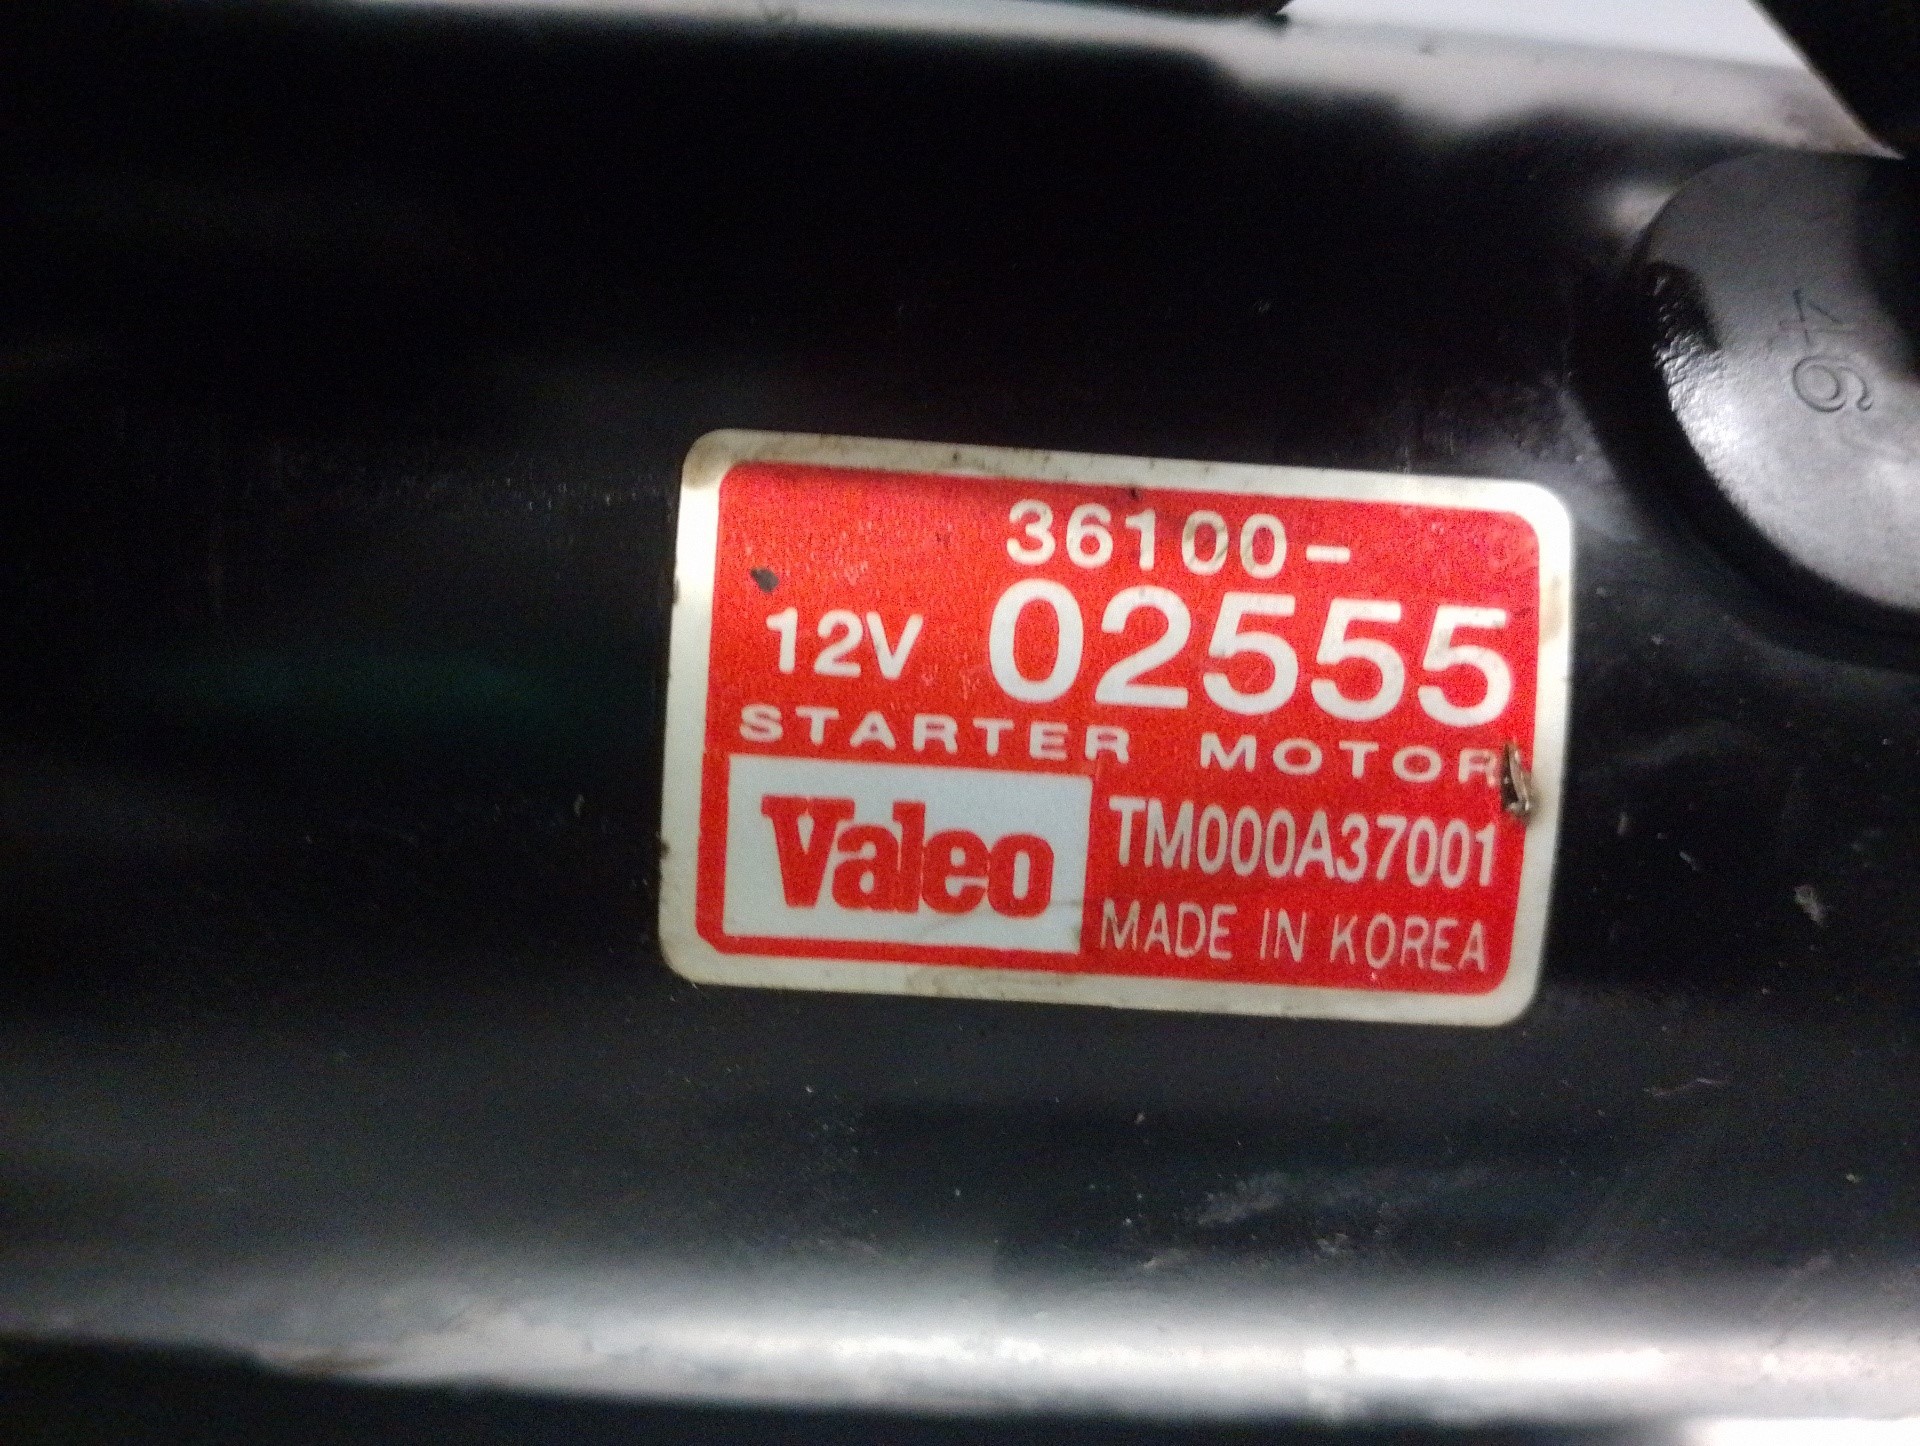 36100-
12V 02555
STARTER MOTOR
Valeo TM000A37001
MADE IN KOREA
46